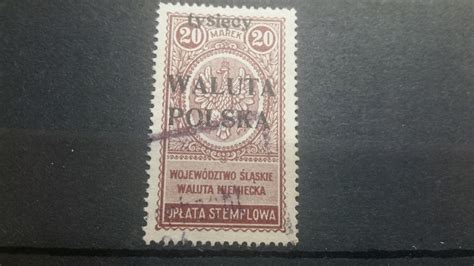 tysięcy
20 MAREK 20
WALUTA
POLSKA
WOJEWÓDZTWO ŚLĄSKIE
WALUTA NIEMIECKA
OPŁATA STEMPLOWA